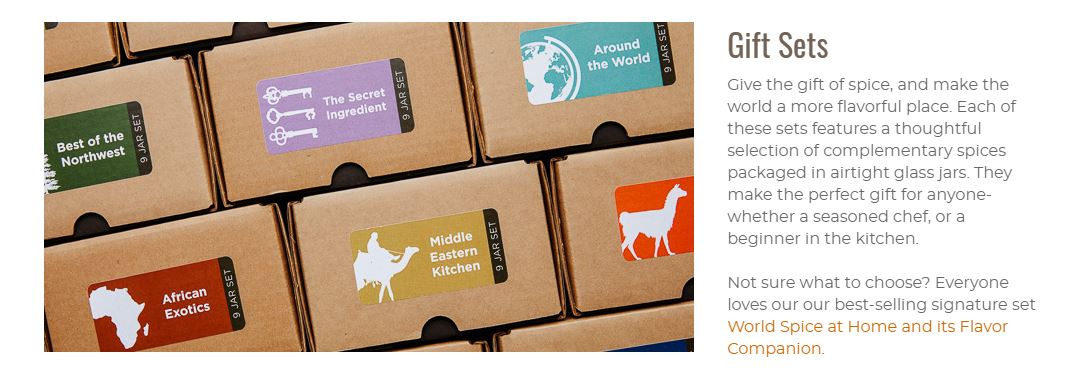 Around
the World
9 JAR SET
The Secret
Ingredient
9 JAR SET
Best of the
Northwest
9 JAR SET
Middle
Eastern
Kitchen
9 JAR SET
African
Exotics
9 JAR SET
Gift Sets
Give the gift of spice, and make the
world a more flavorful place. Each of
these sets features a thoughtful
selection of complementary spices
packaged in airtight glass jars. They
make the perfect gift for anyone-
whether a seasoned chef, or a
beginner in the kitchen.
Not sure what to choose? Everyone
loves our our best-selling signature set
World Spice at Home and its Flavor
Companion.